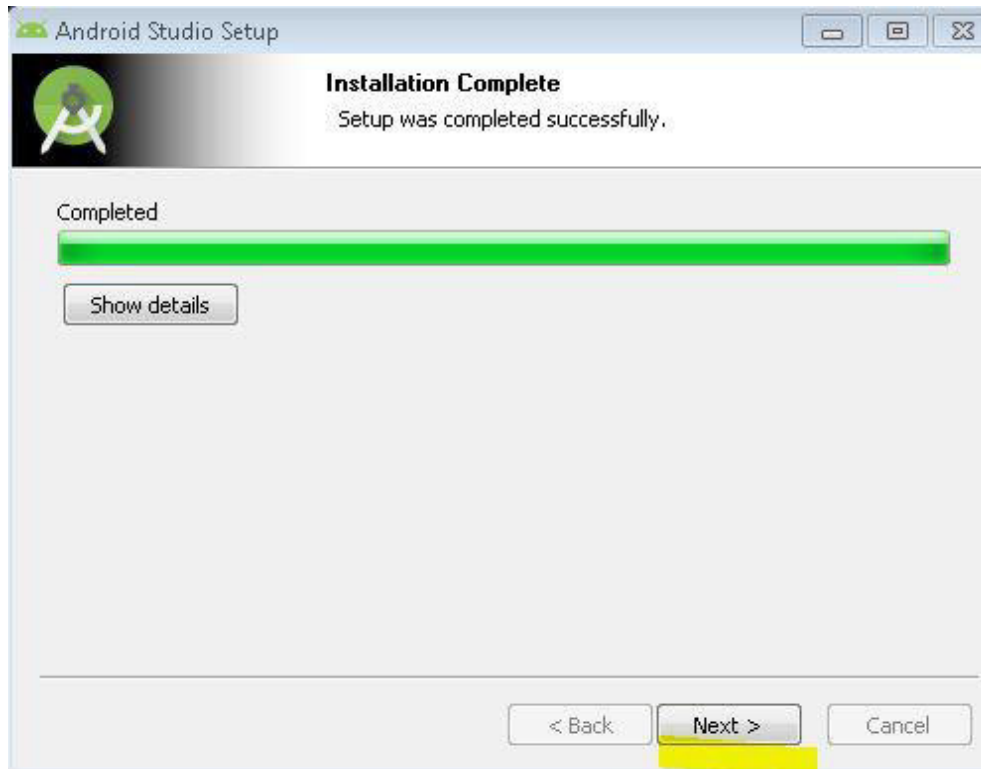 Android Studio Setup
Installation Complete
Setup was completed successfully.
Completed
Show details
< Back
Next >
Cancel